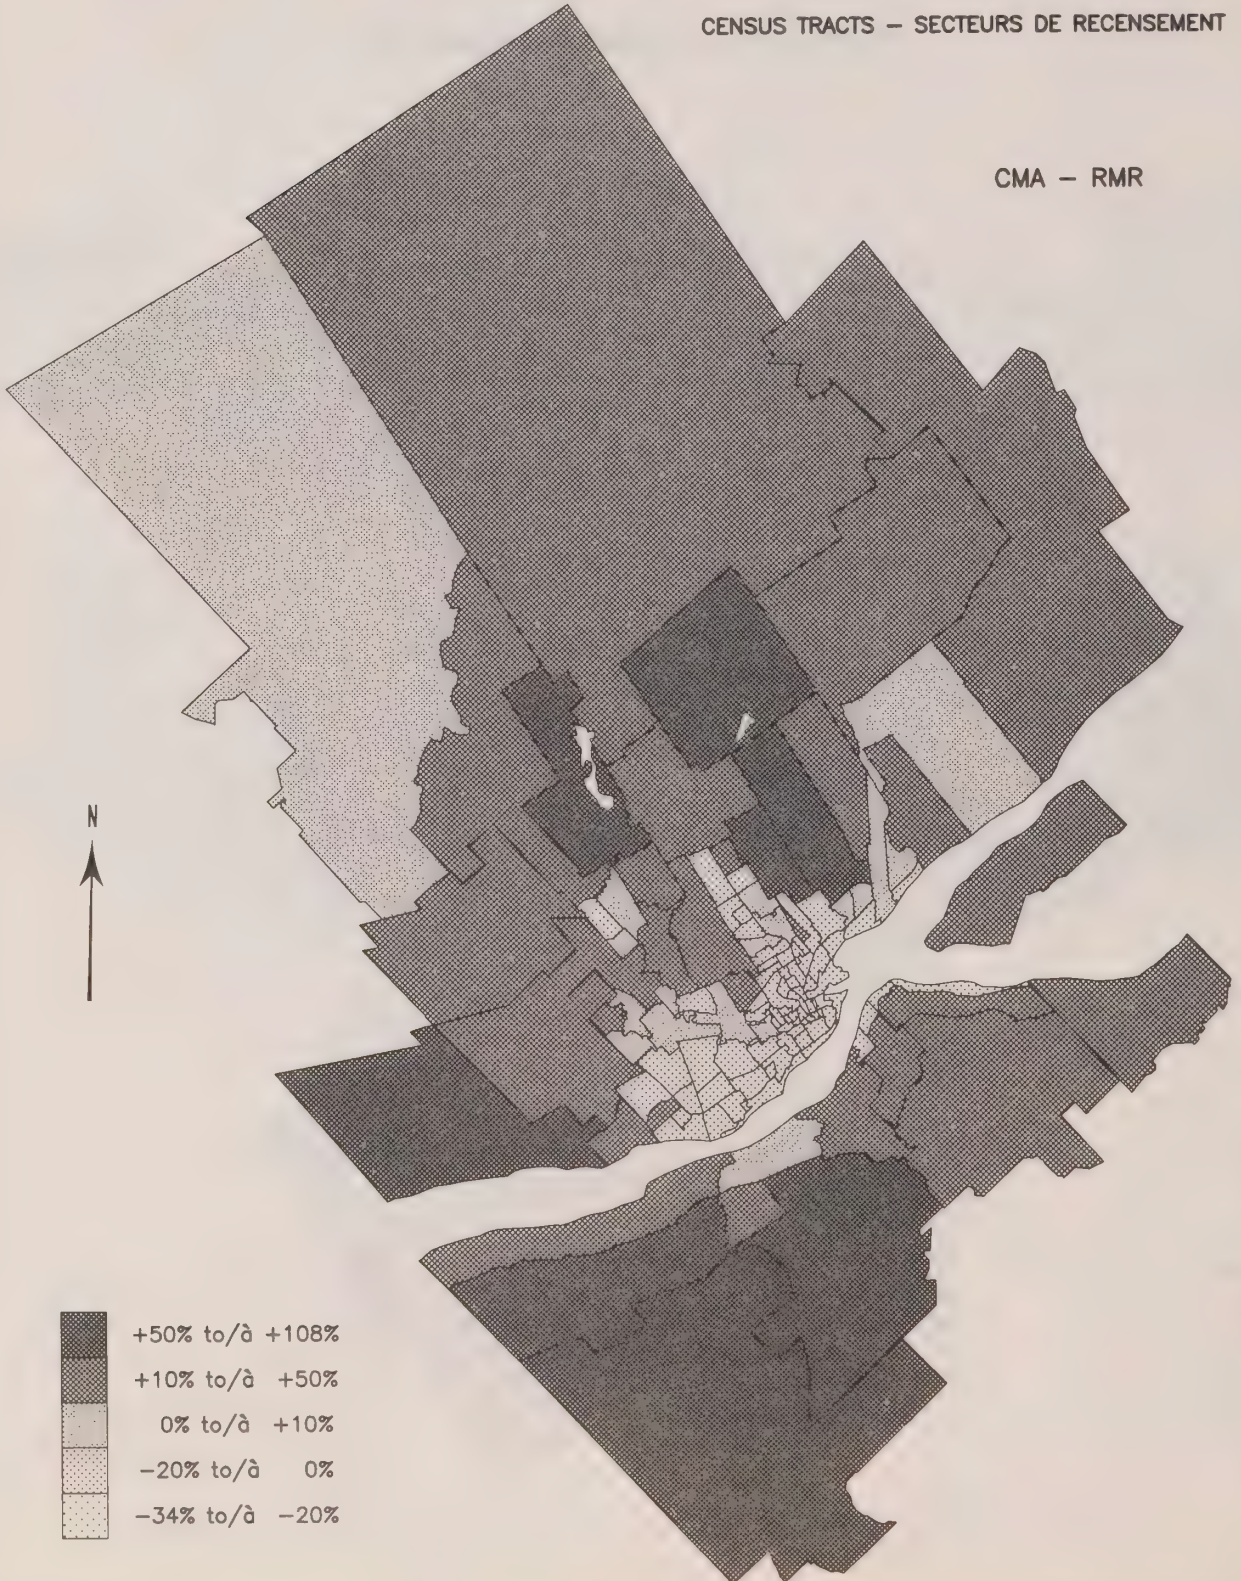 CENSUS TRACTS – SECTEURS DE RECENSEMENT
CMA – RMR
N
+50% to/à +108%
+10% to/à +50%
0% to/à +10%
−20% to/à 0%
−34% to/à −20%